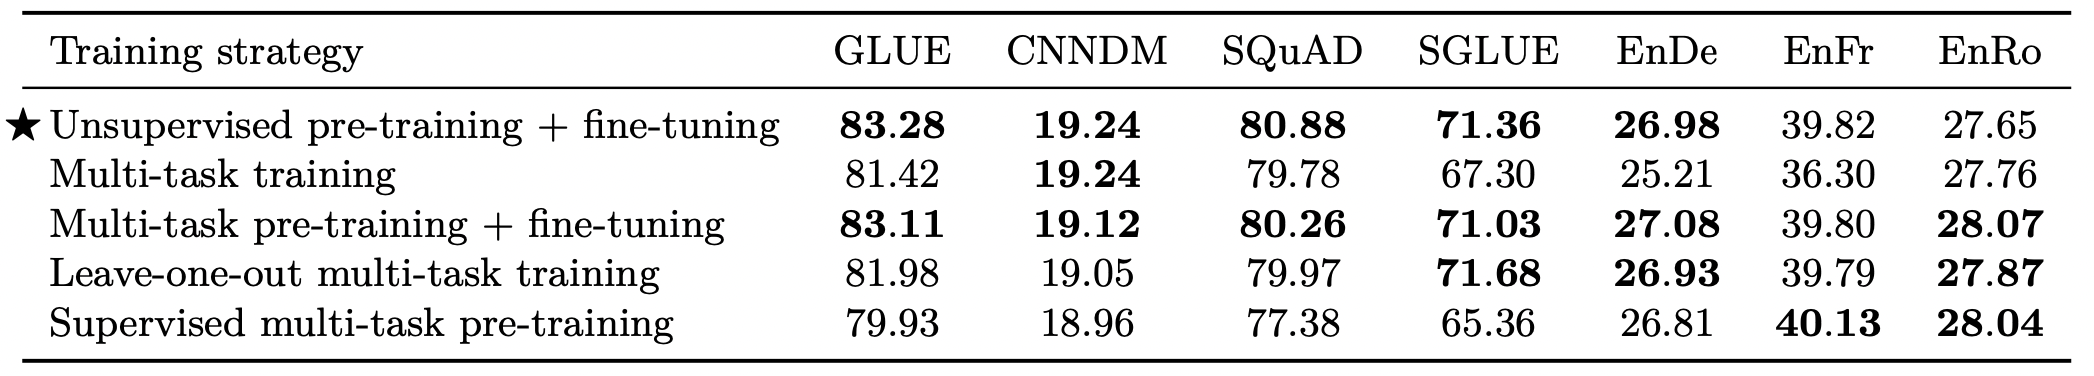 Training strategy GLUE CNNDM SQuAD SGLUE EnDe EnFr EnRo
★ Unsupervised pre-training + fine-tuning 83.28 19.24 80.88 71.36 26.98 39.82 27.65
Multi-task training 81.42 19.24 79.78 67.30 25.21 36.30 27.76
Multi-task pre-training + fine-tuning 83.11 19.12 80.26 71.03 27.08 39.80 28.07
Leave-one-out multi-task training 81.98 19.05 79.97 71.68 26.93 39.79 27.87
Supervised multi-task pre-training 79.93 18.96 77.38 65.36 26.81 40.13 28.04